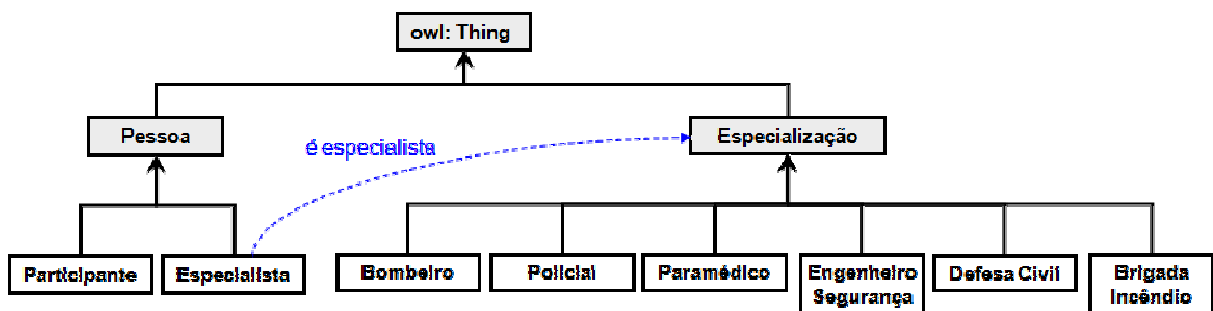 owl: Thing
Pessoa
Especialização
é especialista
Participante
Especialista
Bombeiro
Policial
Paramédico
Engenheiro
Segurança
Defesa Civil
Brigada
Incêndio